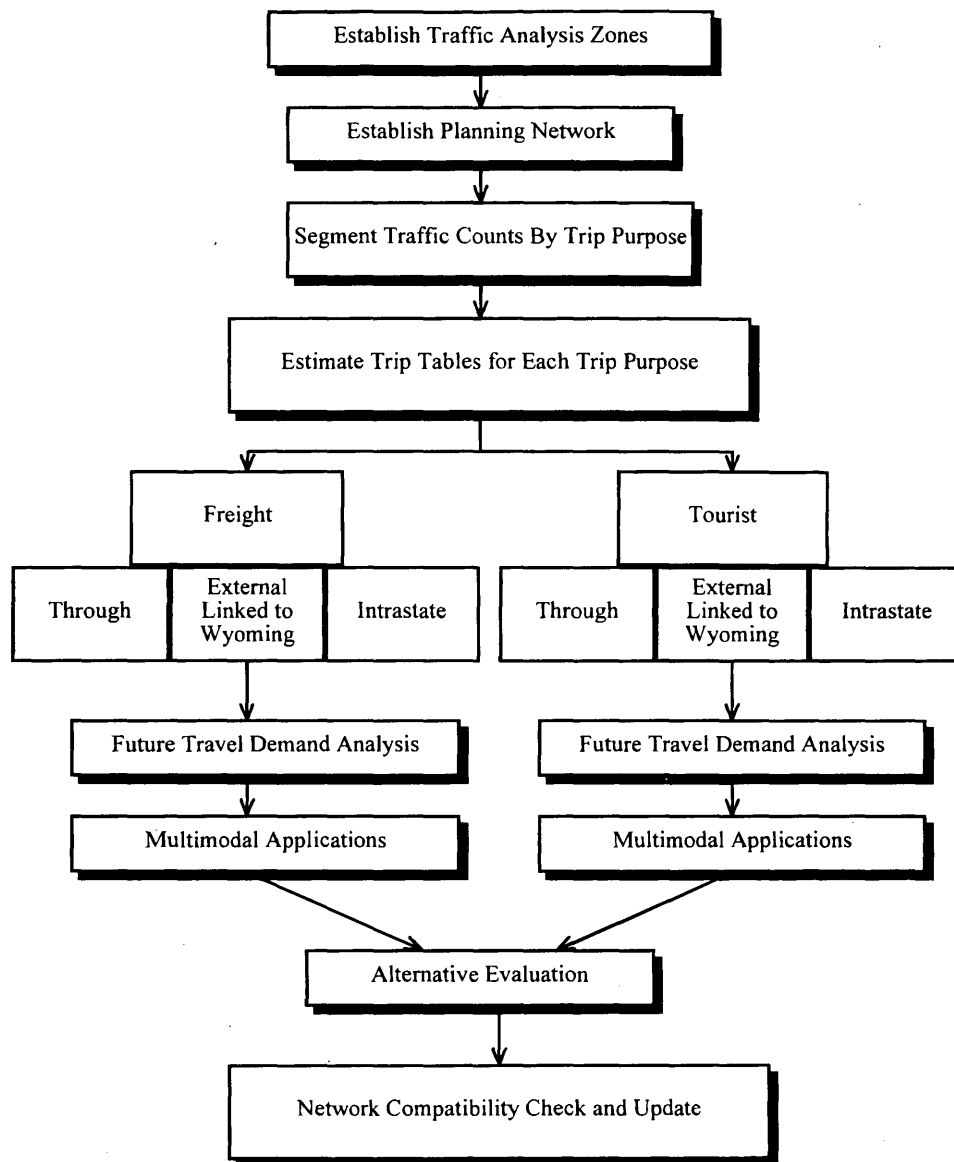 Establish Traffic Analysis Zones
Establish Planning Network
Segment Traffic Counts By Trip Purpose
Estimate Trip Tables for Each Trip Purpose
Freight
Tourist
Through
External
Linked to
Wyoming
Intrastate
Through
External
Linked to
Wyoming
Intrastate
Future Travel Demand Analysis
Future Travel Demand Analysis
Multimodal Applications
Multimodal Applications
Alternative Evaluation
Network Compatibility Check and Update